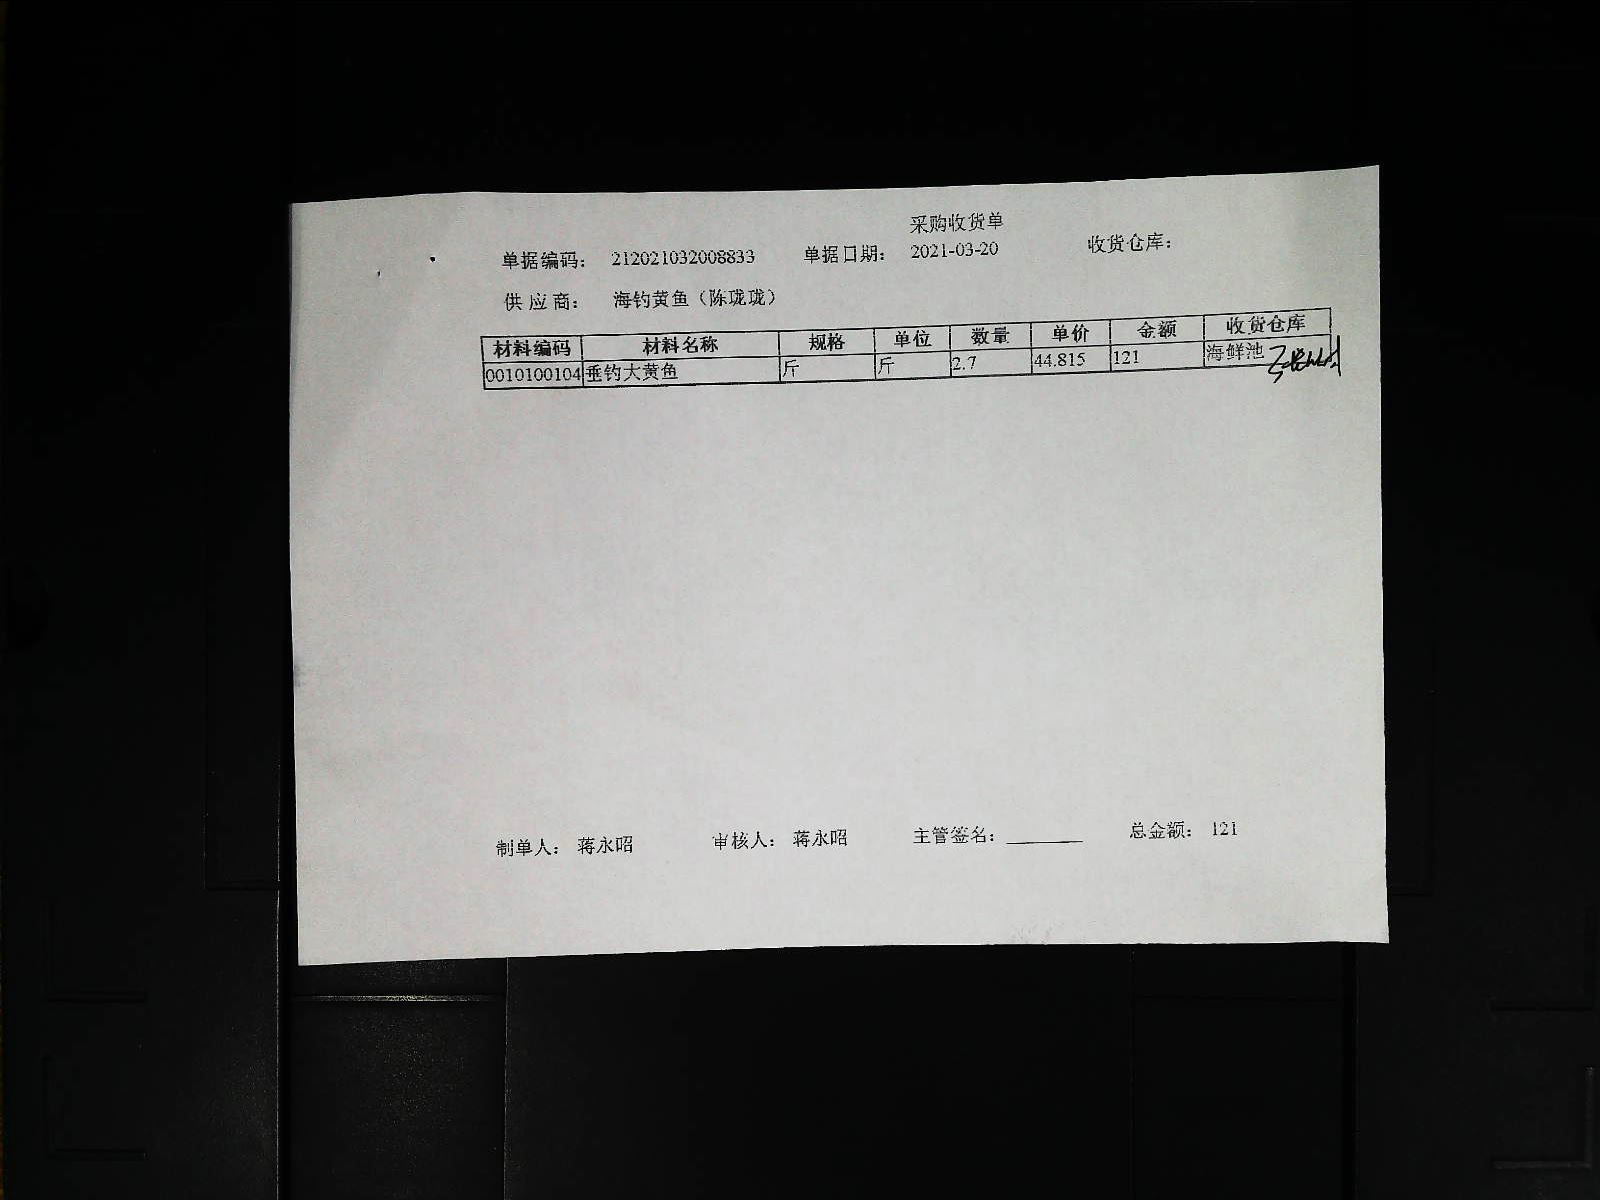 采购收货单
单据编码： 212021032008833 单据日期： 2021-03-20 收货仓库：
供 应 商： 海钓黄鱼（陈珑珑）
材料编码 材料名称 规格 单位 数量 单价 金额 收货仓库
0010100104 垂钓大黄鱼 斤 斤 2.7 44.815 121 海鲜池
制单人： 蒋永昭 审核人： 蒋永昭 主管签名： 总金额： 121